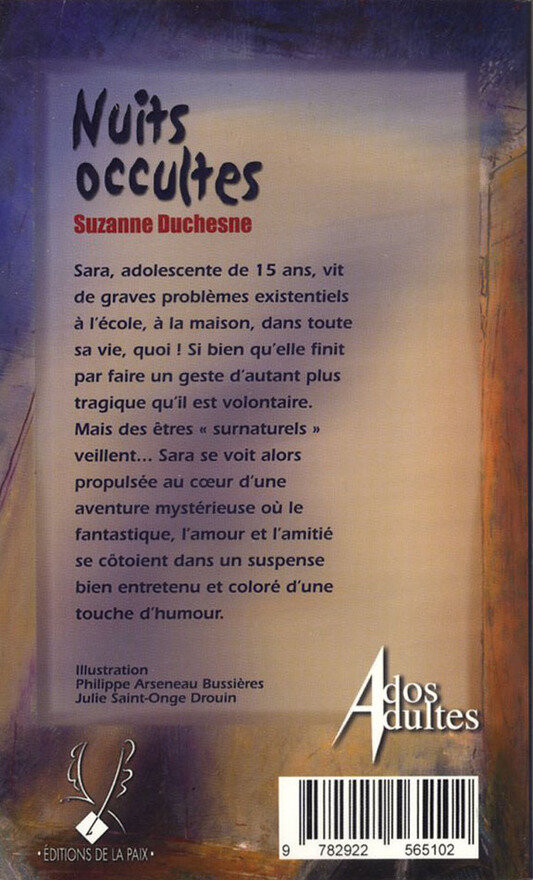 Nuits
occultes
Suzanne Duchesne
Sara, adolescente de 15 ans, vit
de graves problèmes existentiels
à l'école, à la maison, dans toute
sa vie, quoi ! Si bien qu'elle finit
par faire un geste d'autant plus
tragique qu'il est volontaire.
Mais des êtres « surnaturels »
veillent... Sara se voit alors
propulsée au cœur d'une
aventure mystérieuse où le
fantastique, l'amour et l'amitié
se côtoient dans un suspense
bien entretenu et coloré d'une
touche d'humour.
Illustration
Philippe Arseneau Bussières
Julie Saint-Onge Drouin
Ados
Adultes
• ÉDITIONS DE LA PAIX •
9 782922 565102